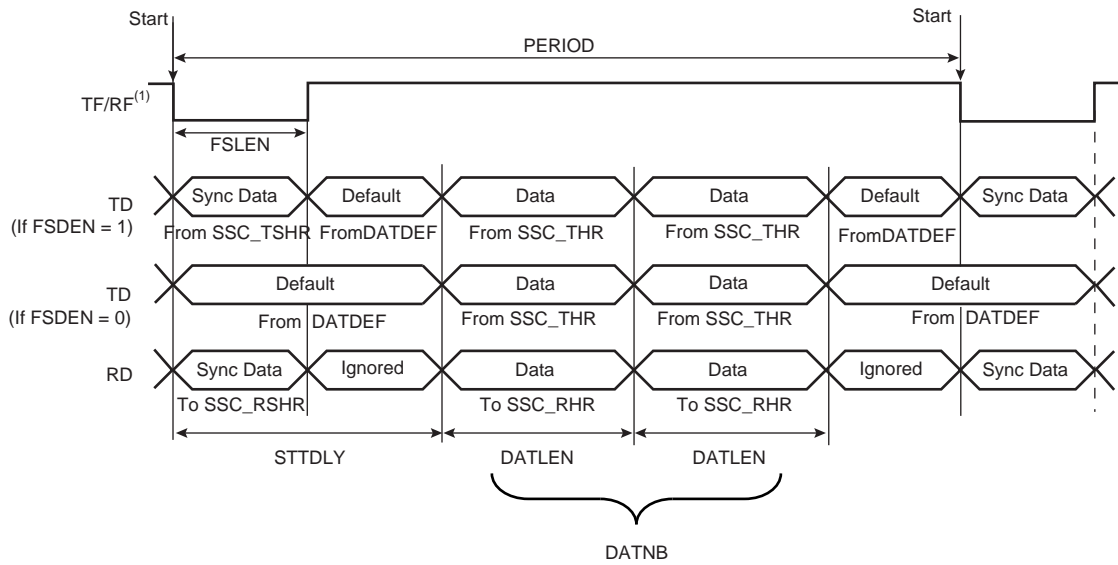 Start
Start
PERIOD
TF/RF(1)
FSLEN
TD
(If FSDEN = 1)
Sync Data
Default
Data
Data
Default
Sync Data
From SSC_TSHR
FromDATDEF
From SSC_THR
From SSC_THR
FromDATDEF
TD
(If FSDEN = 0)
Default
Data
Data
Default
From DATDEF
From SSC_THR
From SSC_THR
From DATDEF
RD
Sync Data
Ignored
Data
Data
Ignored
Sync Data
To SSC_RSHR
To SSC_RHR
To SSC_RHR
STTDLY
DATLEN
DATLEN
DATNB